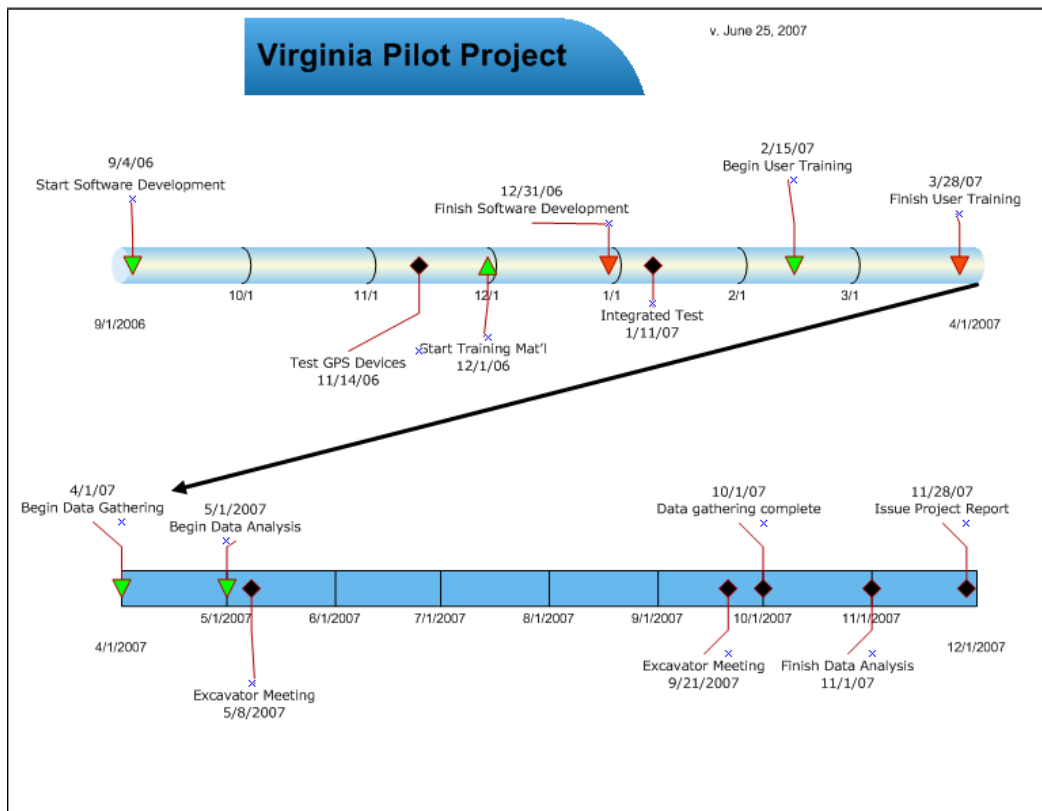 v. June 25, 2007
Virginia Pilot Project
9/4/06
Start Software Development
12/31/06
Finish Software Development
2/15/07
Begin User Training
3/28/07
Finish User Training
10/1
11/1
12/1
1/1
2/1
3/1
9/1/2006
4/1/2007
Test GPS Devices
11/14/06
Start Training Mat'l
12/1/06
Integrated Test
1/11/07
4/1/07
Begin Data Gathering
5/1/2007
Begin Data Analysis
10/1/07
Data gathering complete
11/28/07
Issue Project Report
5/1/2007
6/1/2007
7/1/2007
8/1/2007
9/1/2007
10/1/2007
11/1/2007
4/1/2007
12/1/2007
Excavator Meeting
5/8/2007
Excavator Meeting
9/21/2007
Finish Data Analysis
11/1/07